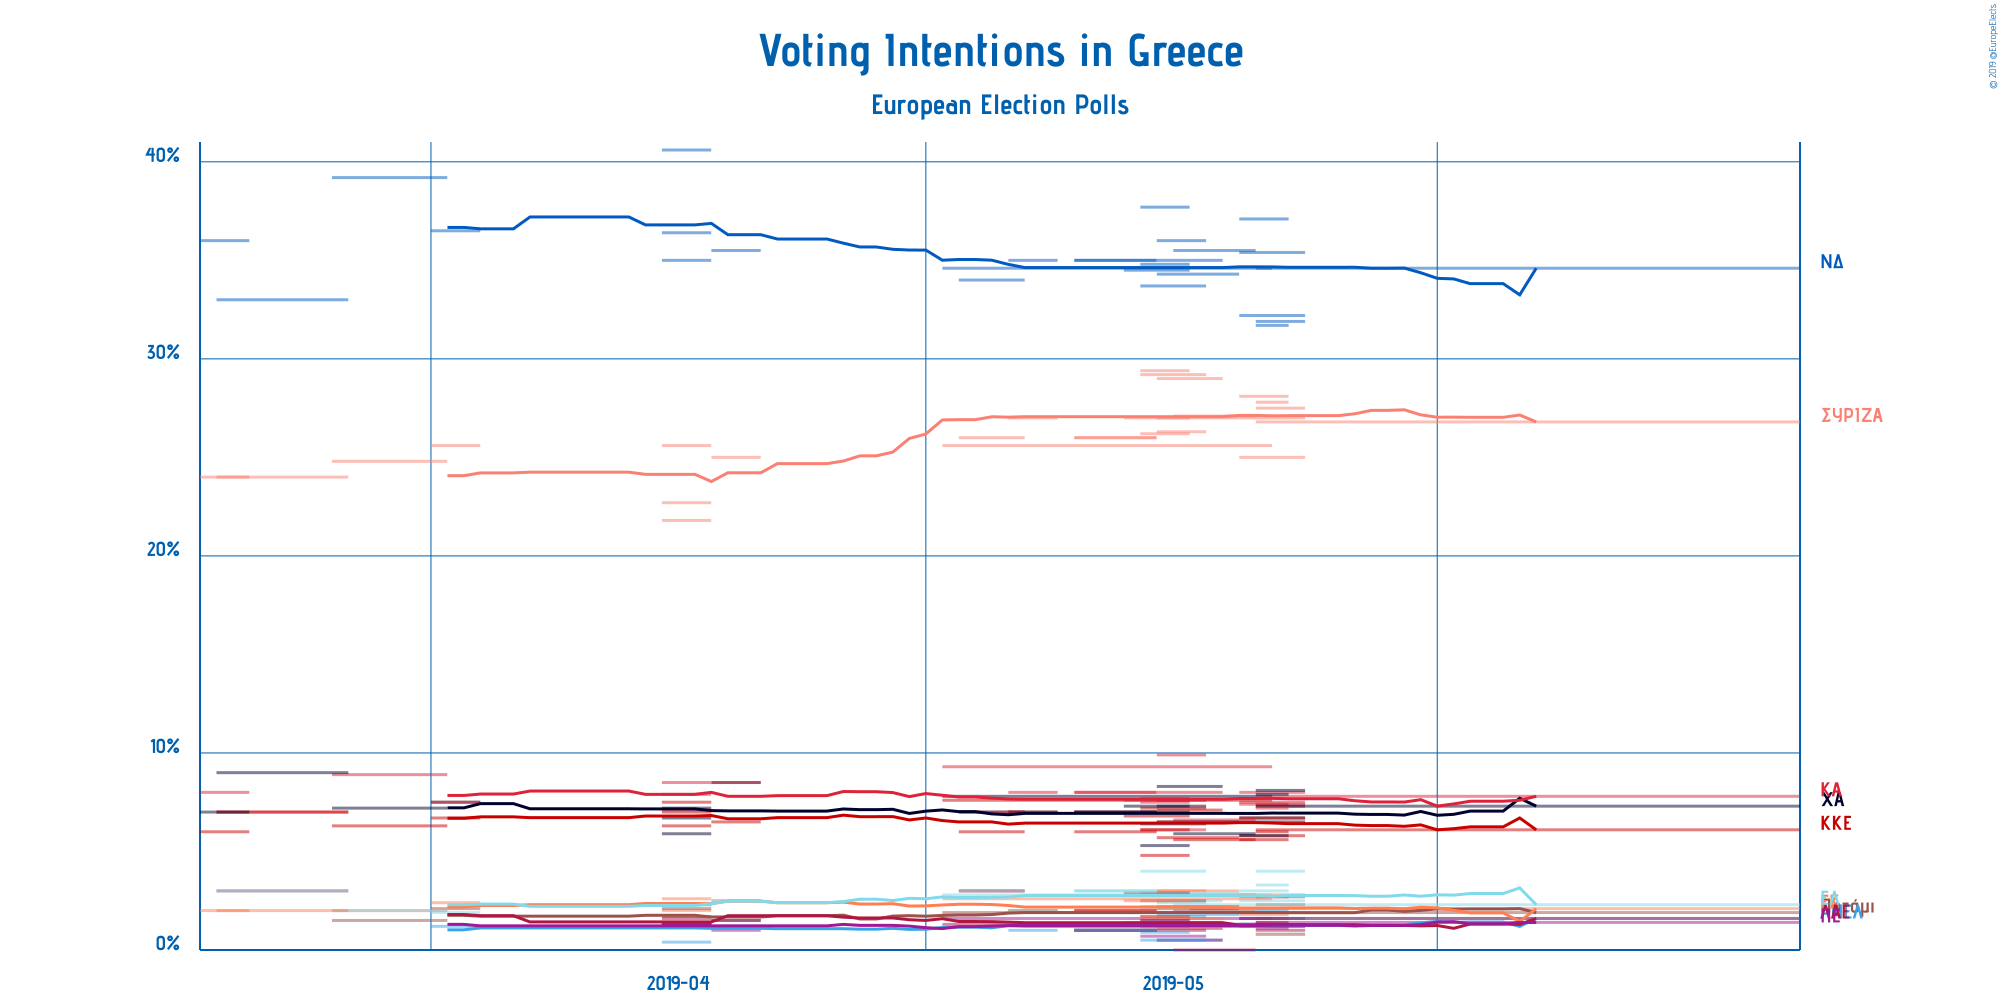 © 2019 @EuropeElects
Voting Intentions in Greece
European Election Polls
40%
30%
20%
10%
0%
ΝΔ
ΣΥΡΙΖΑ
ΚΑ
ΧΑ
ΚΚΕ
2019-04
2019-05